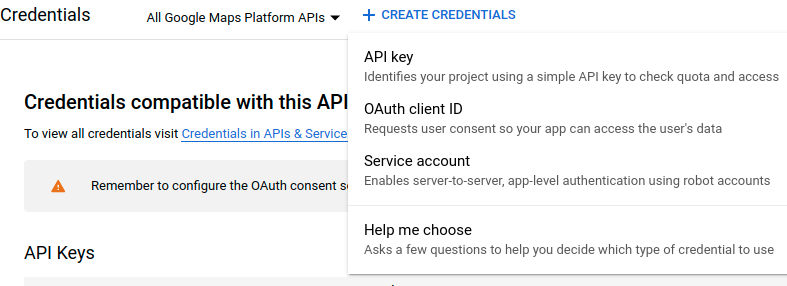 Credentials
All Google Maps Platform APIs
CREATE CREDENTIALS
API key
Identifies your project using a simple API key to check quota and access
OAuth client ID
Requests user consent so your app can access the user's data
Service account
Enables server-to-server, app-level authentication using robot accounts
Help me choose
Asks a few questions to help you decide which type of credential to use
Credentials compatible with this API
To view all credentials visit Credentials in APIs & Service
Remember to configure the OAuth consent
API Keys